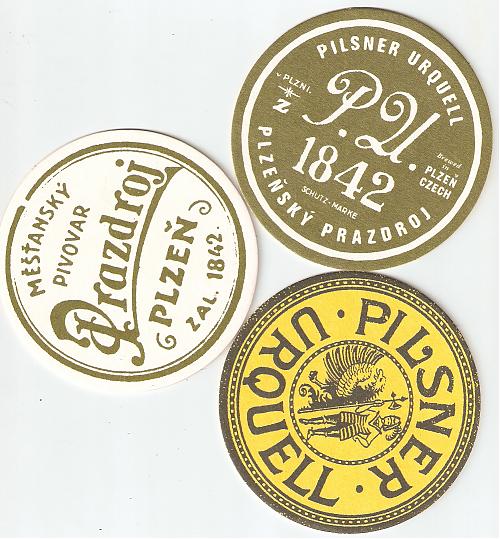 PILSNER URQUELL
V PLZNI.
P.U.
1842
Brewed
in
PLZEŇ
CZECH
SCHUTZ-MARKE
PLZEŇSKÝ PRAZDROJ
MĚŠŤANSKÝ
PIVOVAR
Prazdroj
PLZEŇ
ZAL. 1842.
PILSNER · URQUELL ·